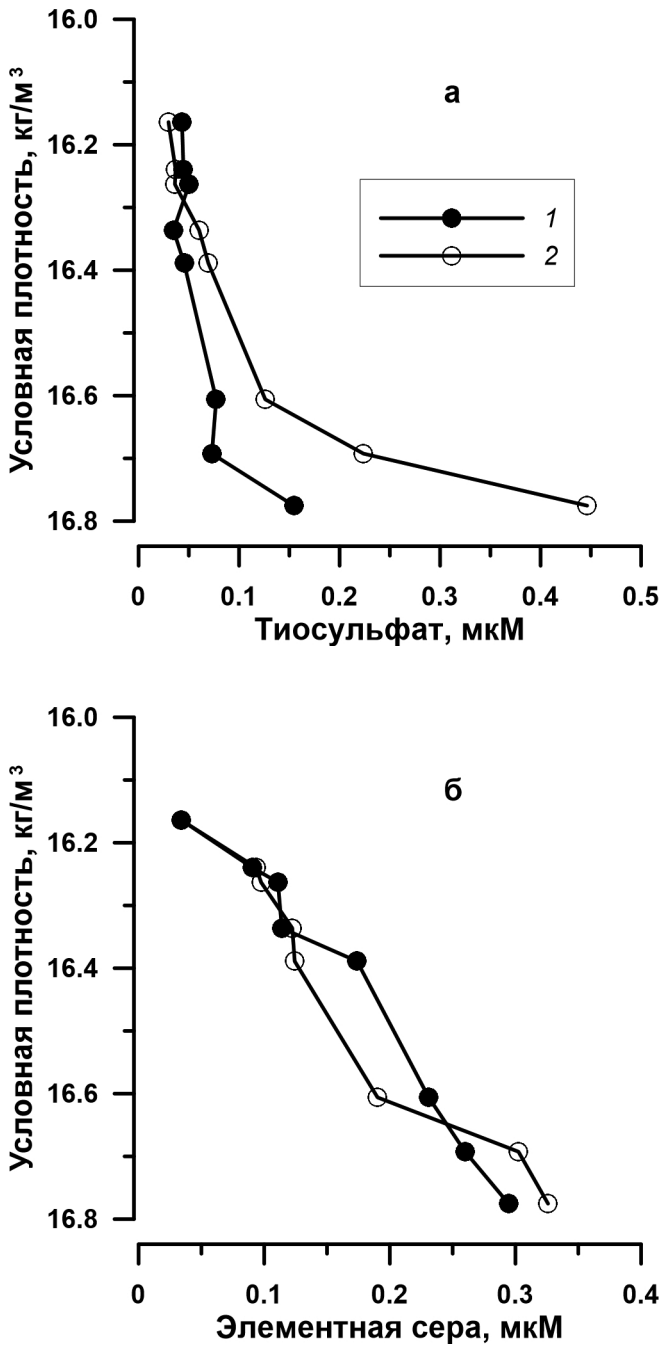 16.0
а
16.2
1
2
16.4
16.6
16.8
Условная плотность, кг/м³
0 0.1 0.2 0.3 0.4 0.5
Тиосульфат, мкМ
16.0
б
16.2
16.4
16.6
16.8
Условная плотность, кг/м³
0 0.1 0.2 0.3 0.4
Элементная сера, мкМ